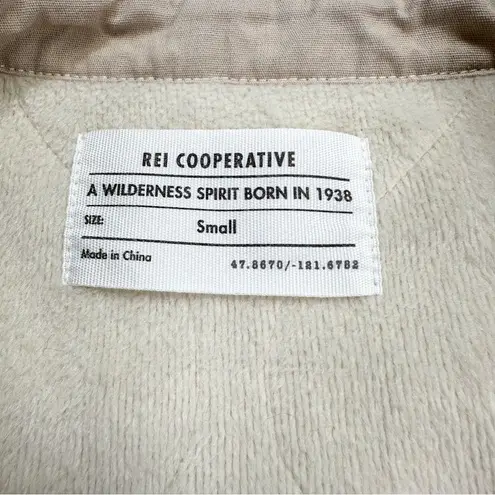 REI COOPERATIVE
A WILDERNESS SPIRIT BORN IN 1938
SIZE: Small
Made in China 47.8670/-121.6782